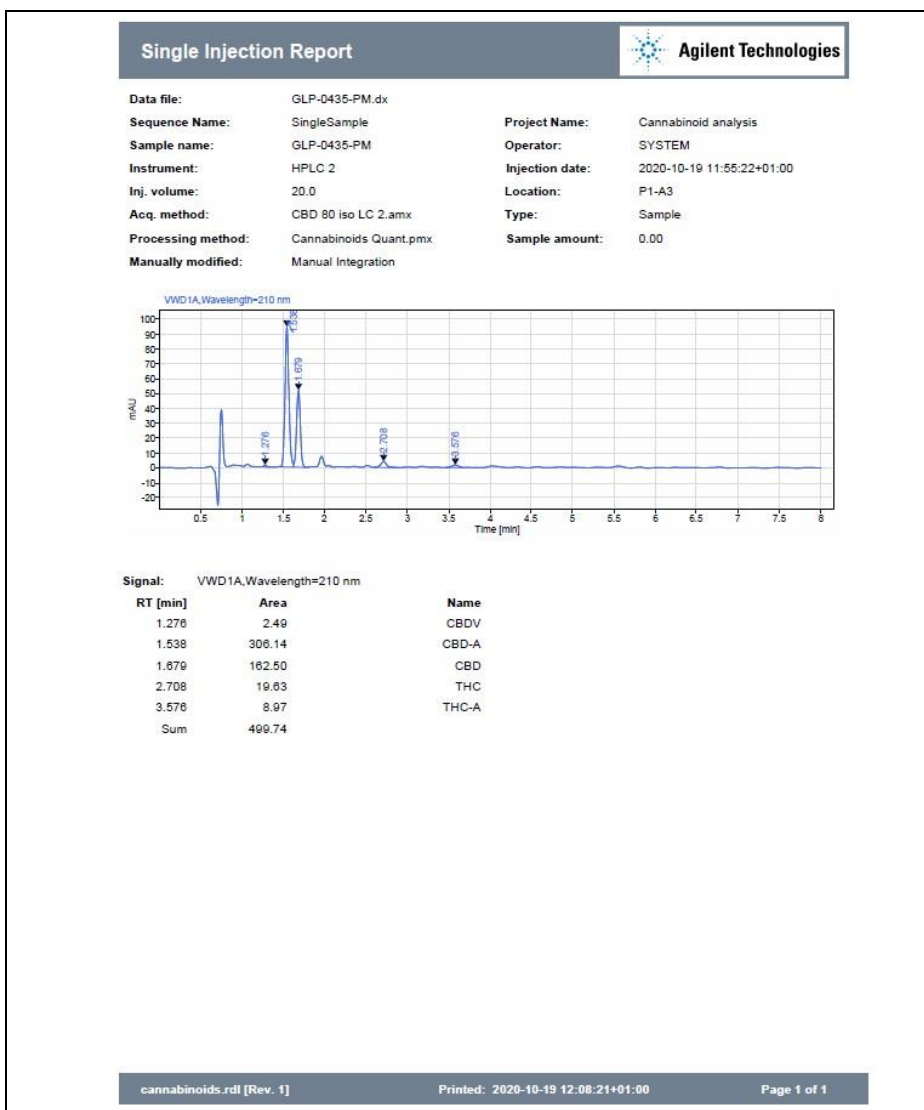 Single Injection Report
Agilent Technologies
Data file: GLP-0435-PM.dx
Sequence Name: SingleSample Project Name: Cannabinoid analysis
Sample name: GLP-0435-PM Operator: SYSTEM
Instrument: HPLC 2 Injection date: 2020-10-19 11:55:22+01:00
Inj. volume: 20.0 Location: P1-A3
Acq. method: CBD 80 iso LC 2.amx Type: Sample
Processing method: Cannabinoids Quant.pmx Sample amount: 0.00
Manually modified: Manual Integration
VWD1A,Wavelength=210 nm
100
90
80
70
60
50
40
30
20
10
0
-10
-20
mAU
1.276
1.538
1.679
2.708
3.576
0.5 1 1.5 2 2.5 3 3.5 4 4.5 5 5.5 6 6.5 7 7.5 8
Time [min]
Signal: VWD1A,Wavelength=210 nm
RT [min] Area Name
1.276 2.49 CBDV
1.538 306.14 CBD-A
1.679 162.50 CBD
2.708 19.63 THC
3.576 8.97 THC-A
Sum 499.74
cannabinoids.rdl [Rev. 1] Printed: 2020-10-19 12:08:21+01:00 Page 1 of 1